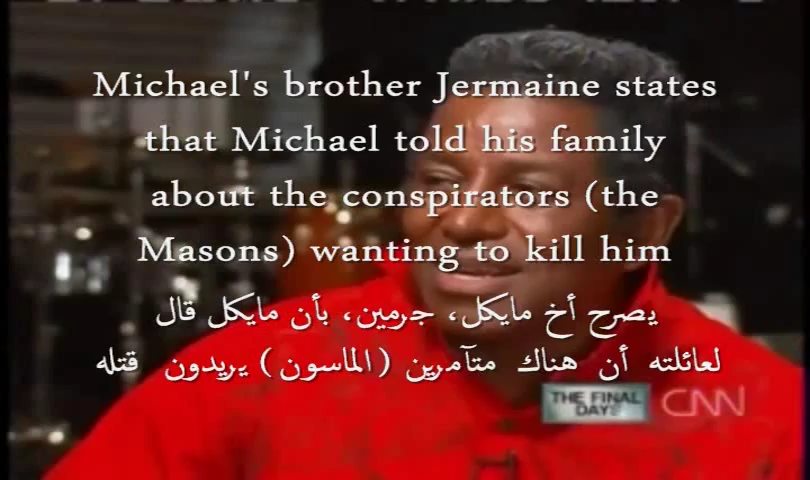 Michael's brother Jermaine states
that Michael told his family
about the conspirators (the
Masons) wanting to kill him
يصرح أخ مايكل، جرمين، بأن مايكل قال
لعائلته أن هناك متآمرين (الماسون) يريدون قتله
THE FINAL
DAYS
CNN